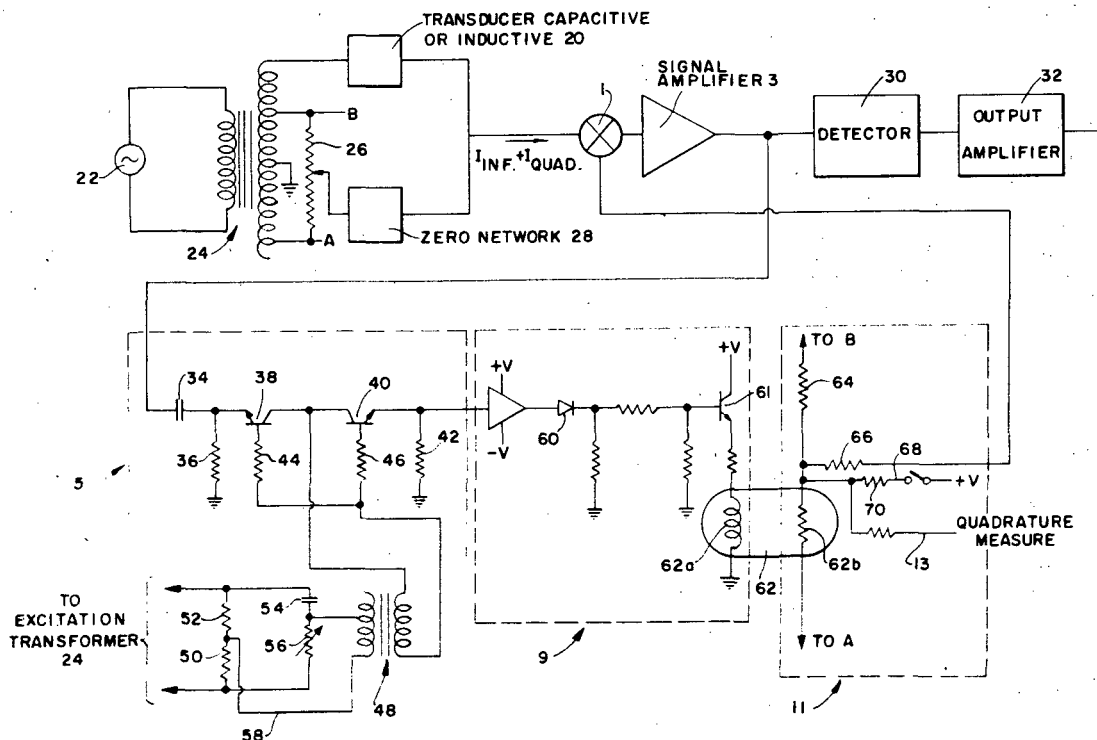 TRANSDUCER CAPACITIVE
OR INDUCTIVE 20
SIGNAL
AMPLIFIER 3
1
30
32
B
26
22
24
A
I INF. + I QUAD.
DETECTOR
OUTPUT
AMPLIFIER
ZERO NETWORK 28
5
34
38
40
36
44
46
42
+V
-V
60
+V
61
62a
62
62b
9
TO B
64
66
68
70
+V
QUADRATURE
MEASURE
13
TO A
11
TO
EXCITATION
TRANSFORMER
24
52
50
54
56
58
48